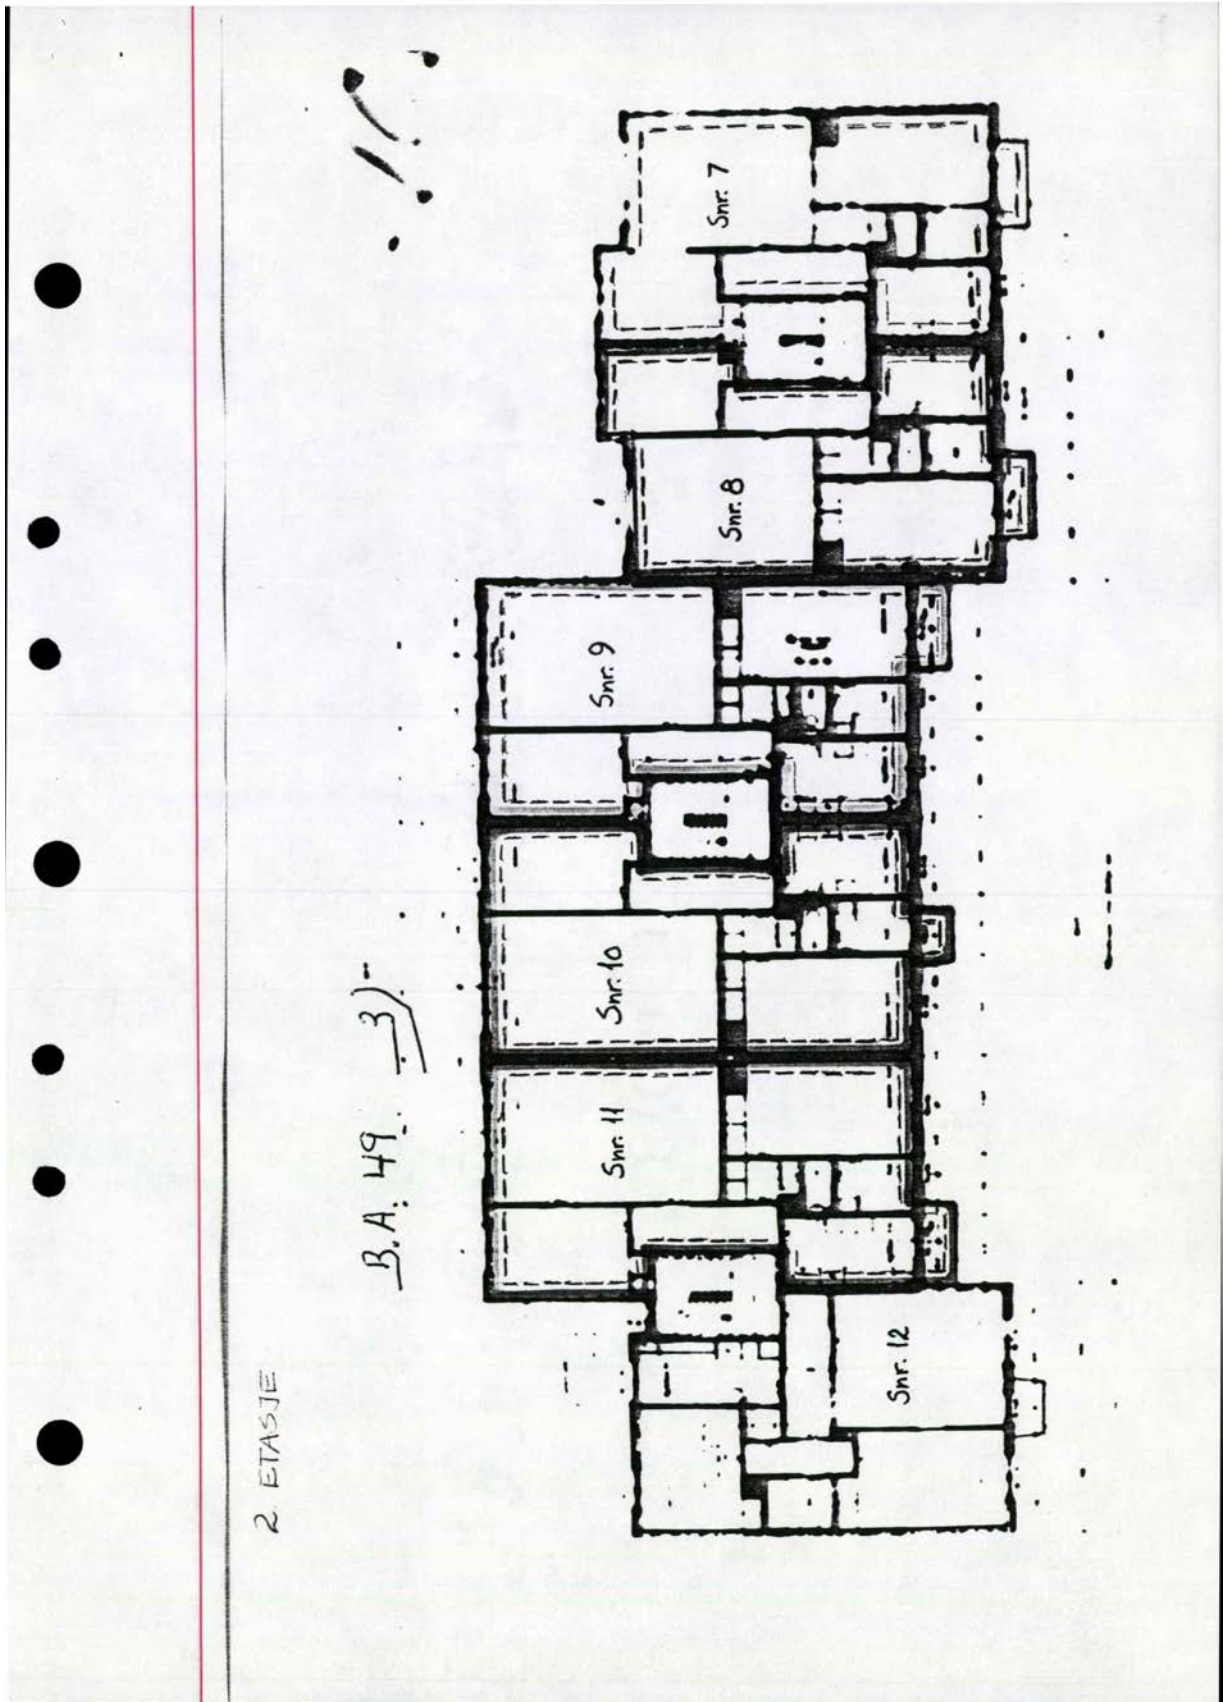 2. ETASJE
B.A: 49. 3).-
Snr. 7
Snr. 8
Snr. 9
Snr. 10
Snr. 11
Snr. 12